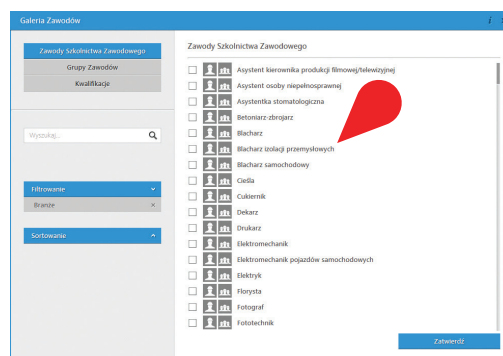 Galeria Zawodów
Zawody Szkolnictwa Zawodowego
Grupy Zawodów
Kwalifikacje
Wyszukaj...
Filtrowanie
Branże
Sortowanie
Zawody Szkolnictwa Zawodowego
Asystent kierownika produkcji filmowej/telewizyjnej
Asystent osoby niepełnosprawnej
Asystentka stomatologiczna
Betoniarz-zbrojarz
Blacharz
Blacharz izolacji przemysłowych
Blacharz samochodowy
Cieśla
Cukiernik
Dekarz
Drukarz
Elektromechanik
Elektromechanik pojazdów samochodowych
Elektryk
Florysta
Fotograf
Fototechnik
Zatwierdź